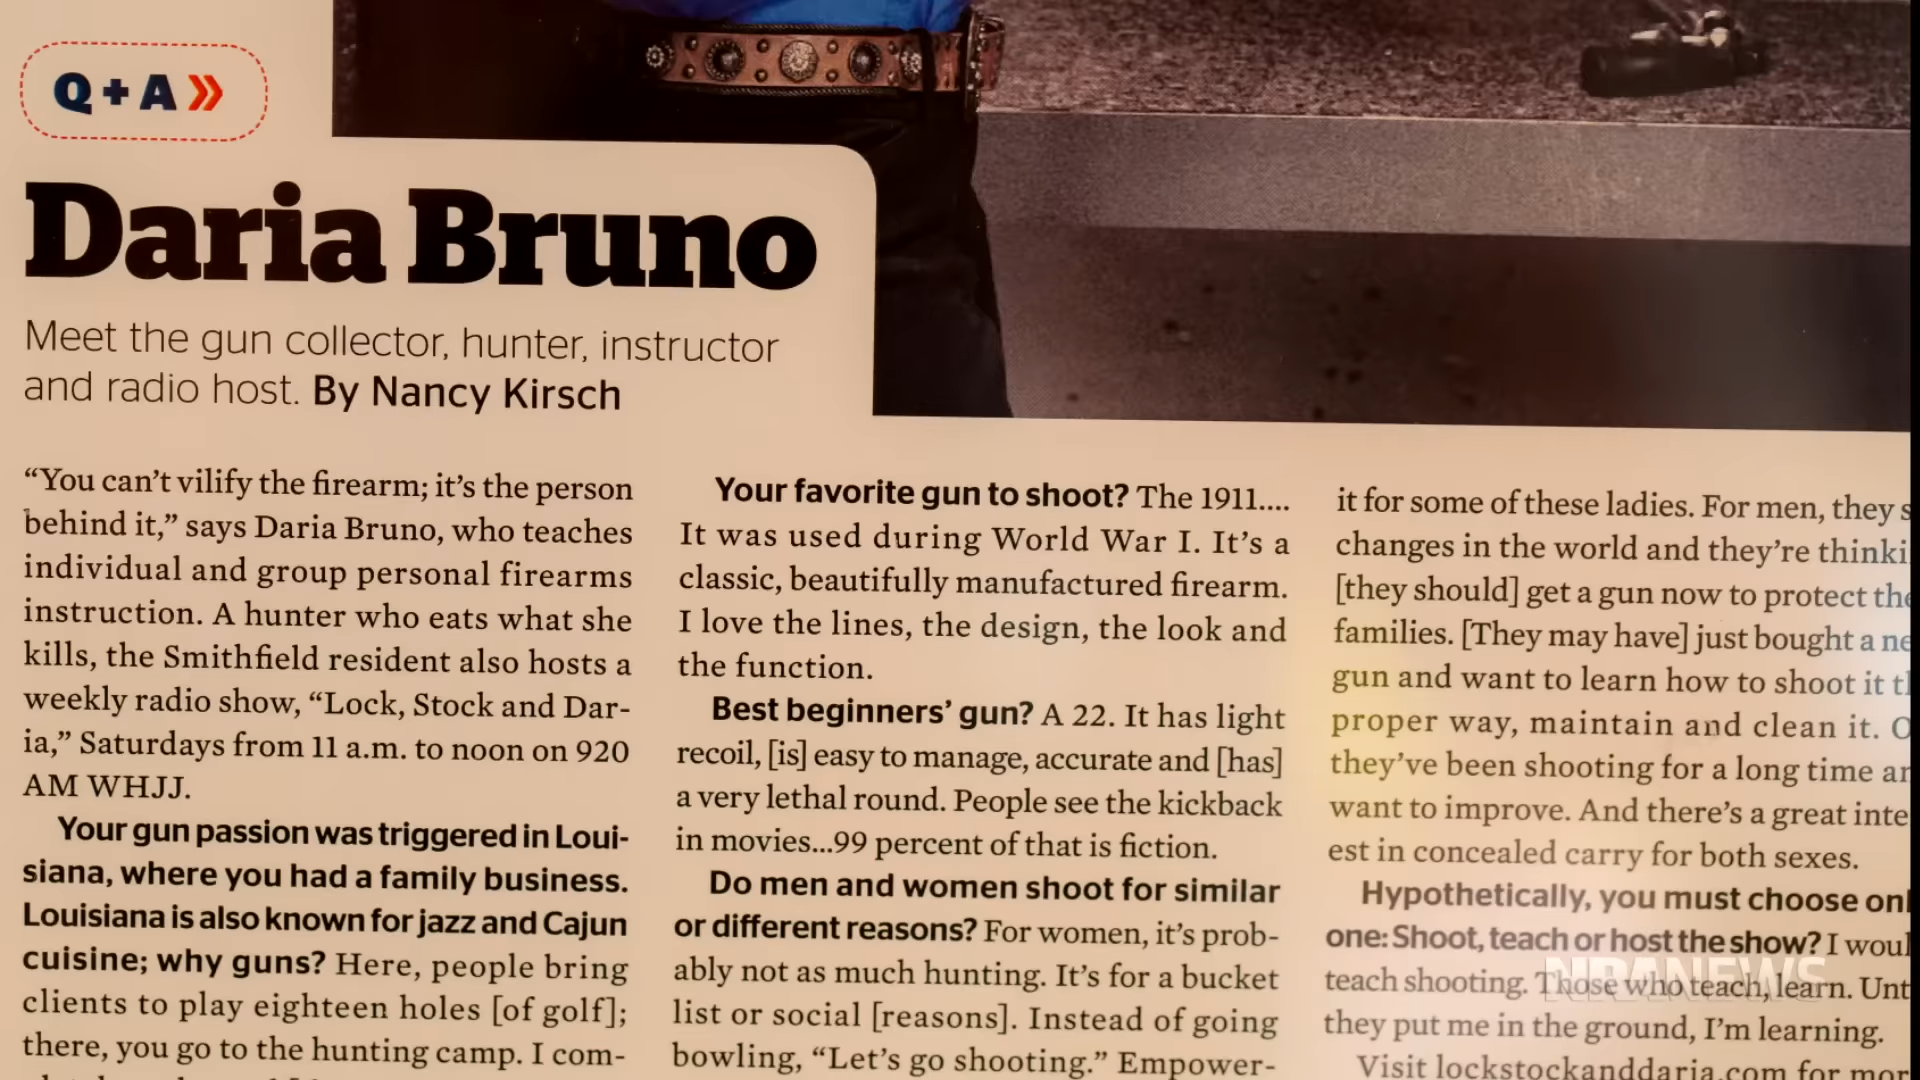 Q + A »
Daria Bruno
Meet the gun collector, hunter, instructor
and radio host. By Nancy Kirsch
“You can’t vilify the firearm; it’s the person
behind it,” says Daria Bruno, who teaches
individual and group personal firearms
instruction. A hunter who eats what she
kills, the Smithfield resident also hosts a
weekly radio show, “Lock, Stock and Dar-
ia,” Saturdays from 11 a.m. to noon on 920
AM WHJJ.
Your gun passion was triggered in Loui-
siana, where you had a family business.
Louisiana is also known for jazz and Cajun
cuisine; why guns? Here, people bring
clients to play eighteen holes [of golf];
there, you go to the hunting camp. I com-
Your favorite gun to shoot? The 1911....
It was used during World War I. It’s a
classic, beautifully manufactured firearm.
I love the lines, the design, the look and
the function.
Best beginners’ gun? A 22. It has light
recoil, [is] easy to manage, accurate and [has]
a very lethal round. People see the kickback
in movies...99 percent of that is fiction.
Do men and women shoot for similar
or different reasons? For women, it’s prob-
ably not as much hunting. It’s for a bucket
list or social [reasons]. Instead of going
bowling, “Let’s go shooting.” Empower-
it for some of these ladies. For men, they s
changes in the world and they’re thinki
[they should] get a gun now to protect the
families. [They may have] just bought a ne
gun and want to learn how to shoot it t
proper way, maintain and clean it. O
they’ve been shooting for a long time ar
want to improve. And there’s a great inte
est in concealed carry for both sexes.
Hypothetically, you must choose onl
one: Shoot, teach or host the show? I woul
teach shooting. Those who teach, learn. Unt
they put me in the ground, I’m learning.
Visit lockstockanddaria.com for mor
NRANEWS